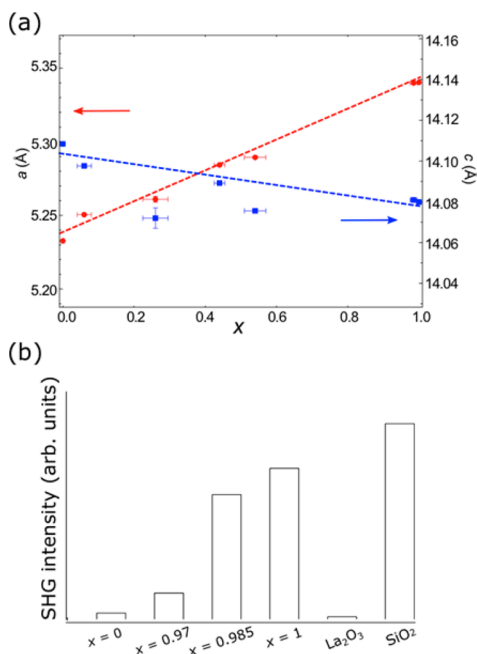 (a)
5.35
5.30
5.25
5.20
a (Å)
14.16
14.14
14.12
14.10
14.08
14.06
14.04
c (Å)
0.0 0.2 0.4 0.6 0.8 1.0
x
(b)
SHG intensity (arb. units)
x = 0 x = 0.97 x = 0.985 x = 1 La₂O₃ SiO₂